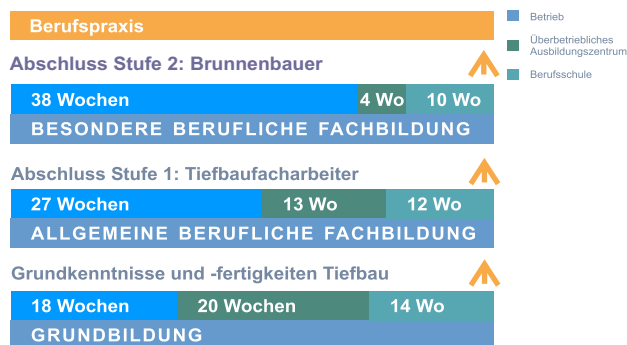 Berufspraxis
Abschluss Stufe 2: Brunnenbauer
38 Wochen 4 Wo 10 Wo
BESONDERE BERUFLICHE FACHBILDUNG
Abschluss Stufe 1: Tiefbaufacharbeiter
27 Wochen 13 Wo 12 Wo
ALLGEMEINE BERUFLICHE FACHBILDUNG
Grundkenntnisse und -fertigkeiten Tiefbau
18 Wochen 20 Wochen 14 Wo
GRUNDBILDUNG
Betrieb
Überbetriebliches
Ausbildungszentrum
Berufsschule